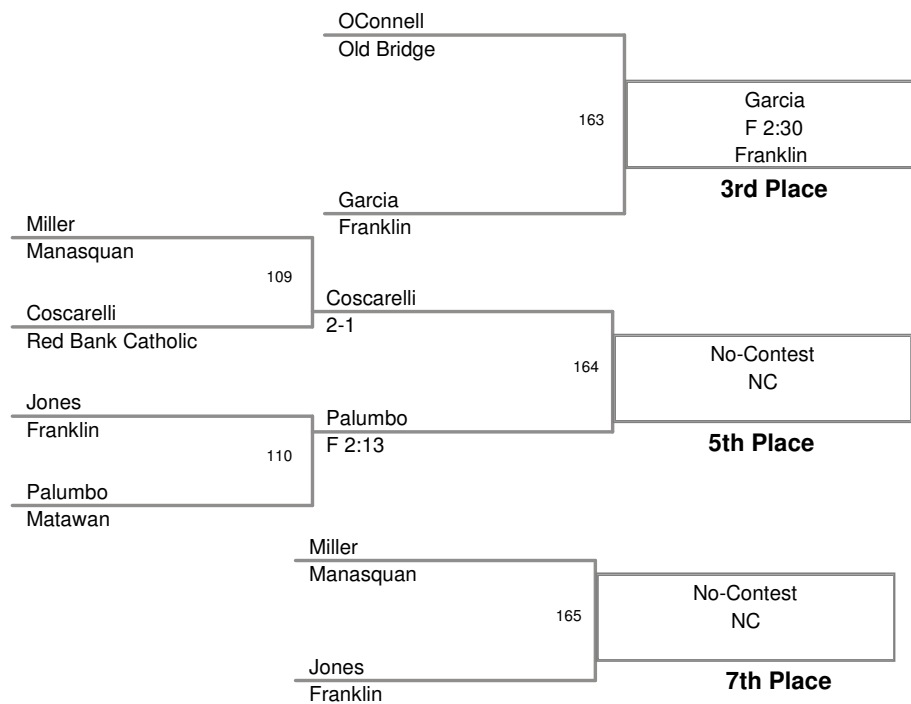 OConnell
Old Bridge
163
Garcia
F 2:30
Franklin
3rd Place
Garcia
Franklin
Miller
Manasquan
109
Coscarelli
Red Bank Catholic
Coscarelli
2-1
164
No-Contest
NC
5th Place
Jones
Franklin
110
Palumbo
F 2:13
Palumbo
Matawan
Miller
Manasquan
165
No-Contest
NC
7th Place
Jones
Franklin